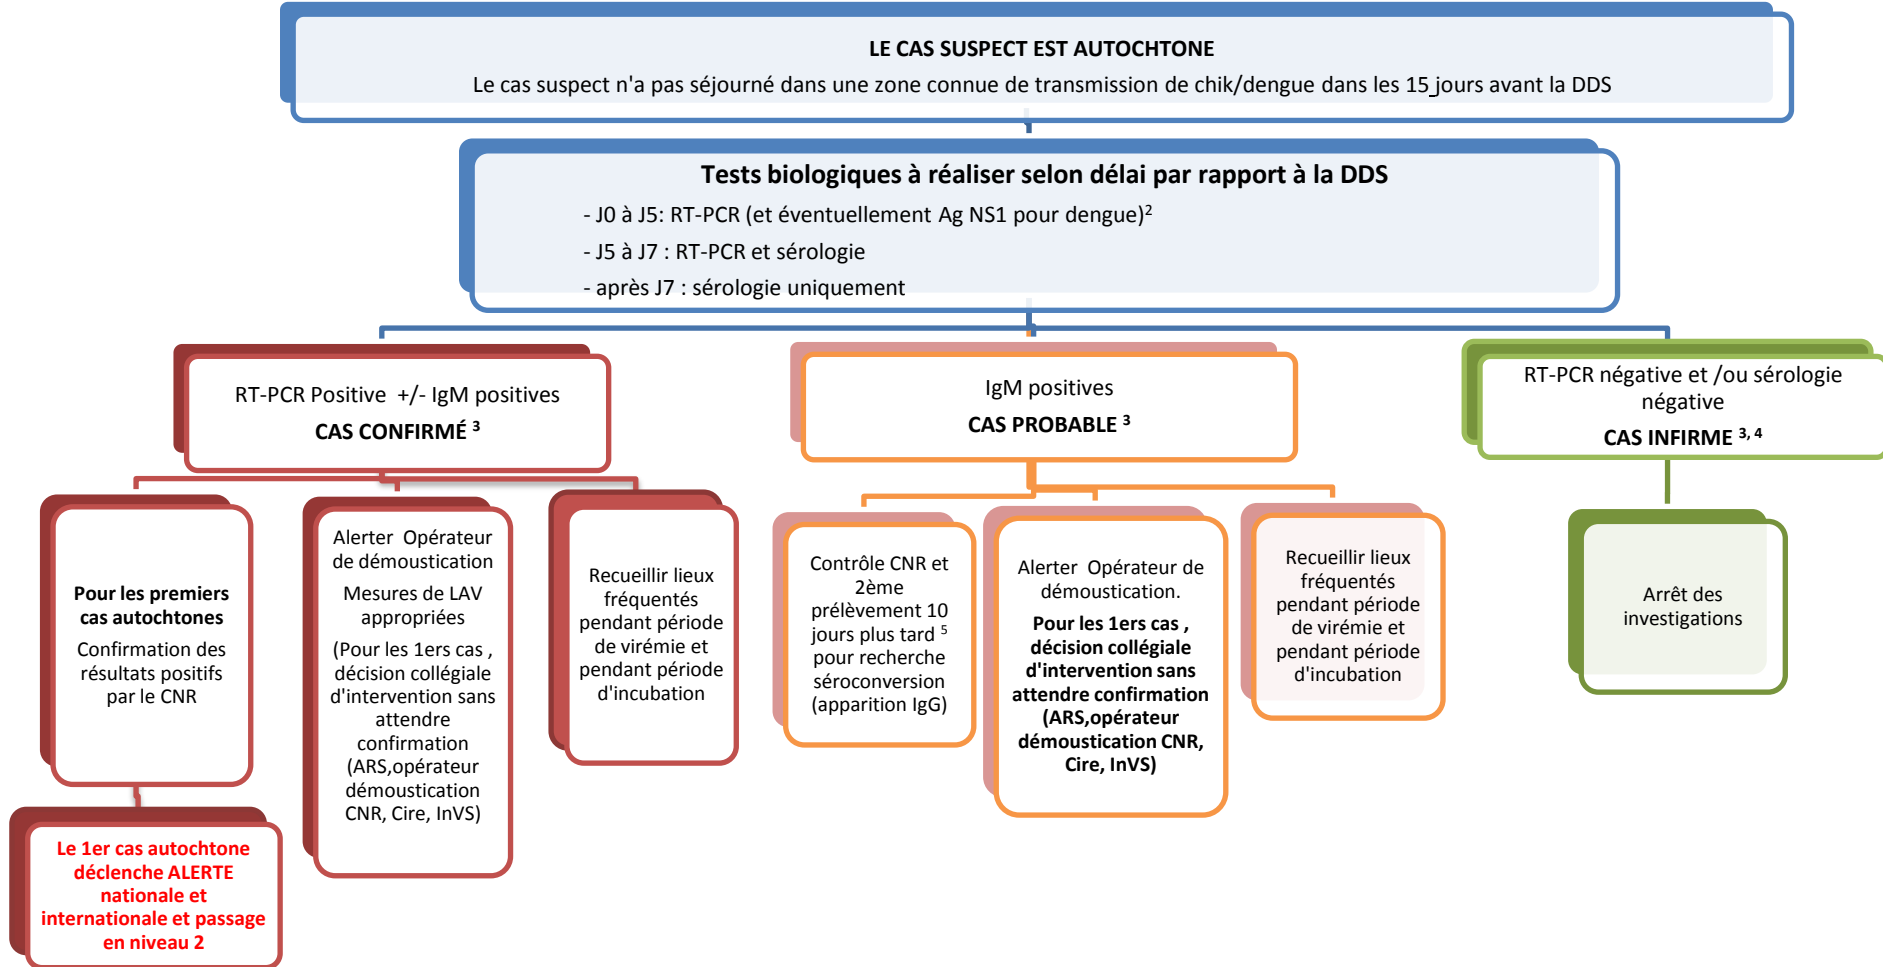 LE CAS SUSPECT EST AUTOCHTONE
Le cas suspect n'a pas séjourné dans une zone connue de transmission de chik/dengue dans les 15 jours avant la DDS
Tests biologiques à réaliser selon délai par rapport à la DDS
- J0 à J5: RT-PCR (et éventuellement Ag NS1 pour dengue)²
- J5 à J7 : RT-PCR et sérologie
- après J7 : sérologie uniquement
RT-PCR Positive +/- IgM positives
CAS CONFIRMÉ ³
IgM positives
CAS PROBABLE ³
RT-PCR négative et /ou sérologie
négative
CAS INFIRME ³, ⁴
Pour les premiers
cas autochtones
Confirmation des
résultats positifs
par le CNR
Le 1er cas autochtone
déclenche ALERTE
nationale et
internationale et passage
en niveau 2
Alerter Opérateur
de démoustication
Mesures de LAV
appropriées
(Pour les 1ers cas ,
décision collégiale
d'intervention sans
attendre
confirmation
(ARS,opérateur
démoustication
CNR, Cire, InVS)
Recueillir lieux
fréquentés
pendant période
de virémie et
pendant période
d'incubation
Contrôle CNR et
2ème
prélèvement 10
jours plus tard ⁵
pour recherche
séroconversion
(apparition IgG)
Alerter Opérateur de
démoustication.
Pour les 1ers cas ,
décision collégiale
d'intervention sans
attendre confirmation
(ARS,opérateur
démoustication CNR,
Cire, InVS)
Recueillir lieux
fréquentés
pendant période
de virémie et
pendant période
d'incubation
Arrêt des
investigations